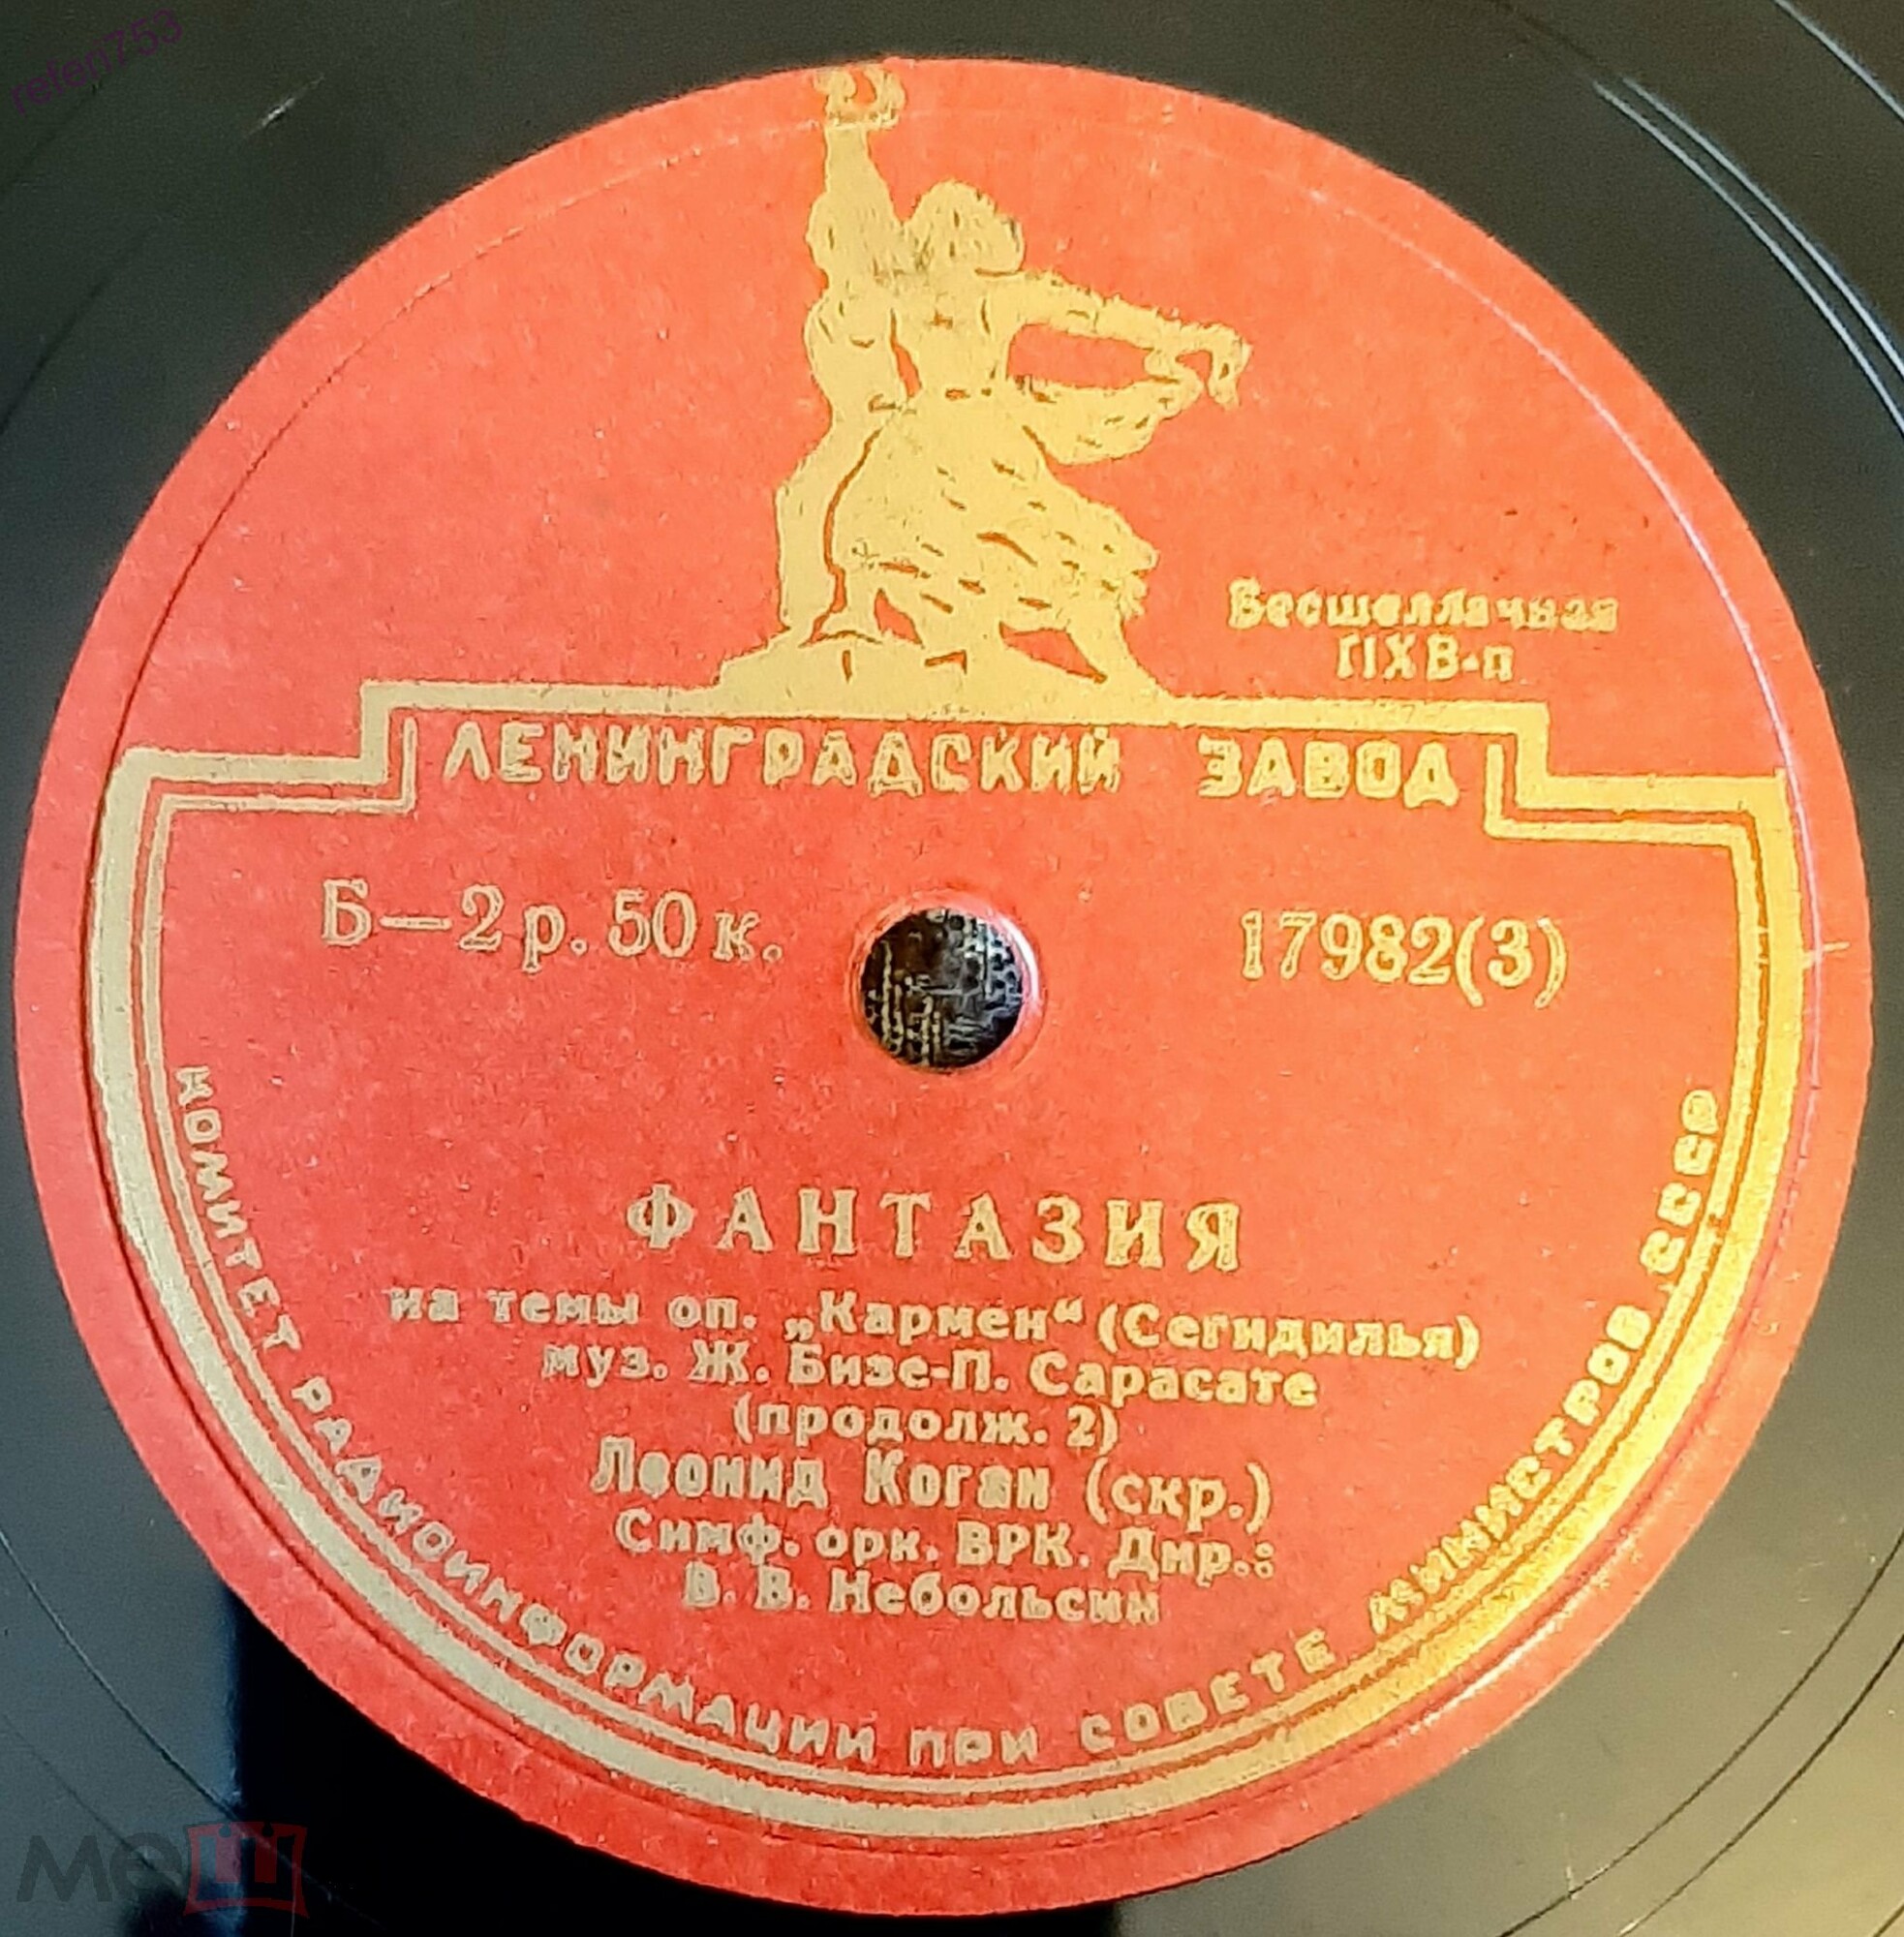 refen753
Бесшеллачная
ПХВ-п
ЛЕНИНГРАДСКИЙ ЗАВОД
Б—2 р. 50 к. 17982(3)
ФАНТАЗИЯ
на темы оп. „Кармен“ (Сегидилья)
муз. Ж. Бизе-П. Сарасате
(продолж. 2)
Леонид Коган (скр.)
Симф. орк. ВРК. Дир.:
В. В. Небольсин
КОМИТЕТ РАДИОИНФОРМАЦИИ ПРИ СОВЕТЕ МИНИСТРОВ СССР
меш